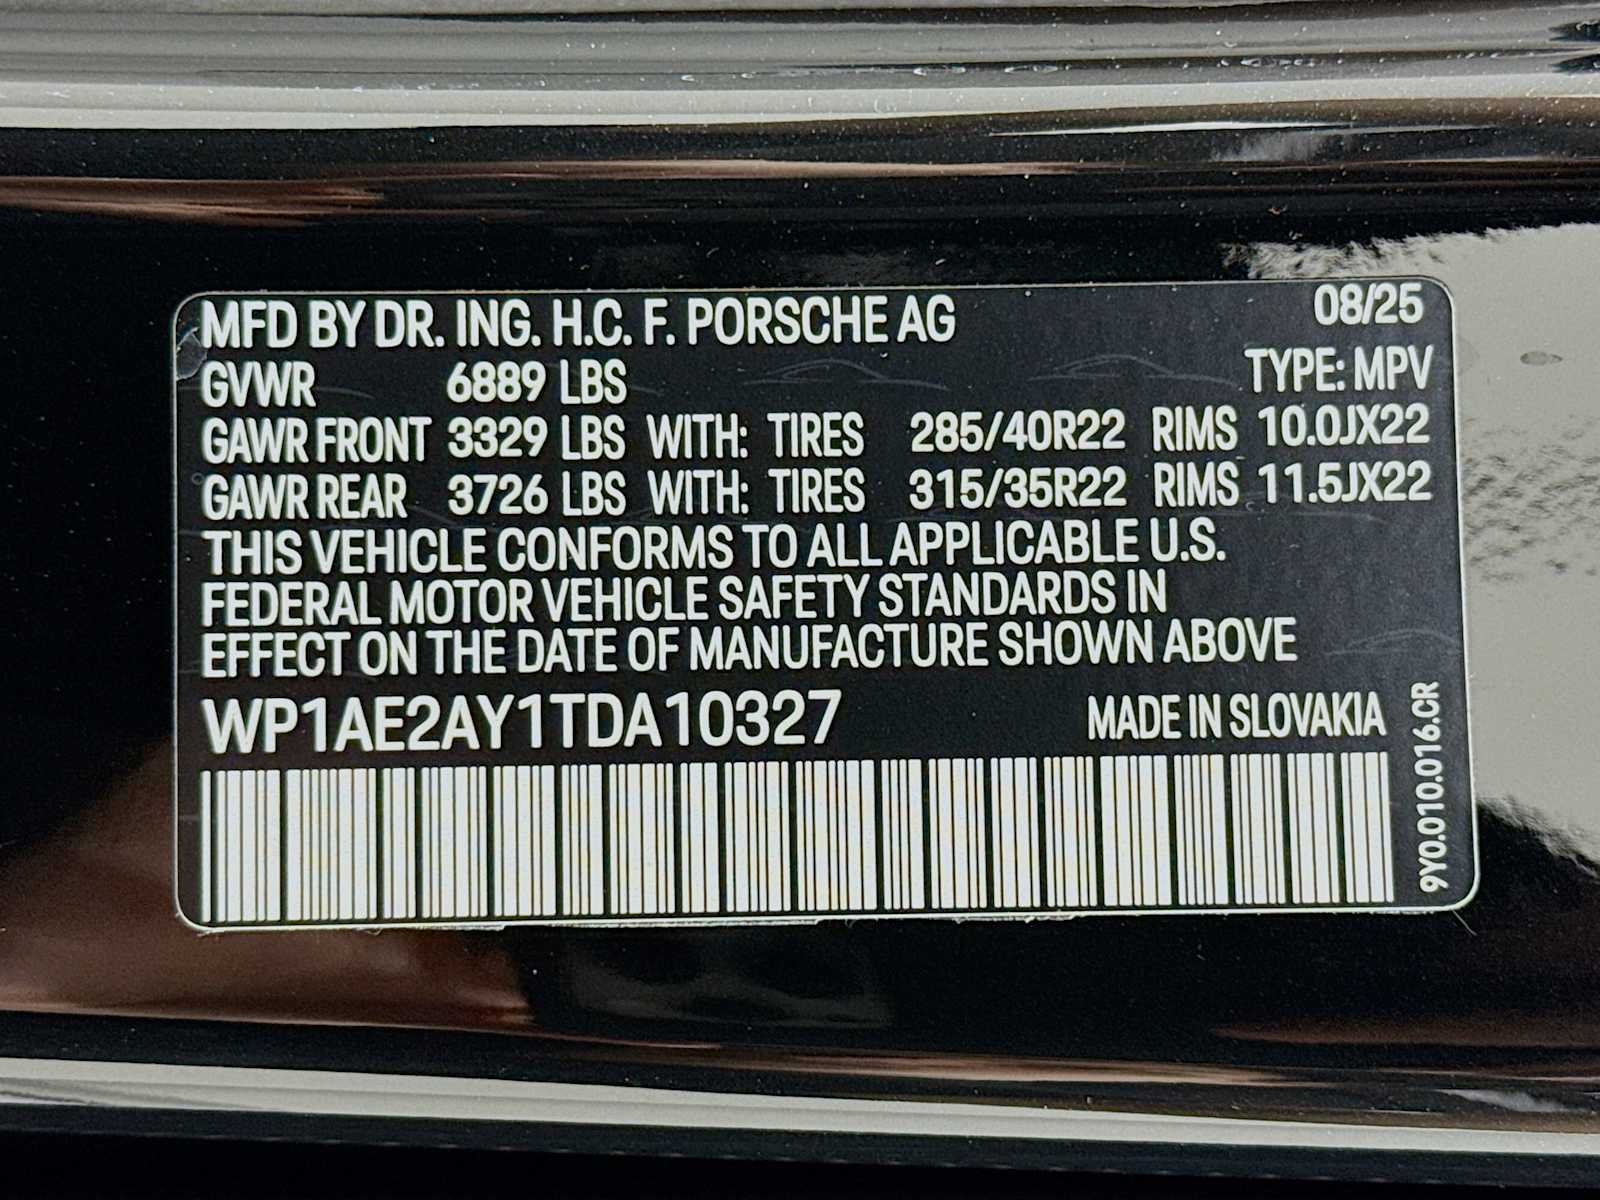 MFD BY DR. ING. H.C. F. PORSCHE AG 08/25
GVWR 6889 LBS TYPE: MPV
GAWR FRONT 3329 LBS WITH: TIRES 285/40R22 RIMS 10.0JX22
GAWR REAR 3726 LBS WITH: TIRES 315/35R22 RIMS 11.5JX22
THIS VEHICLE CONFORMS TO ALL APPLICABLE U.S.
FEDERAL MOTOR VEHICLE SAFETY STANDARDS IN
EFFECT ON THE DATE OF MANUFACTURE SHOWN ABOVE
WP1AE2AY1TDA10327 MADE IN SLOVAKIA
9Y0.010.016.CR